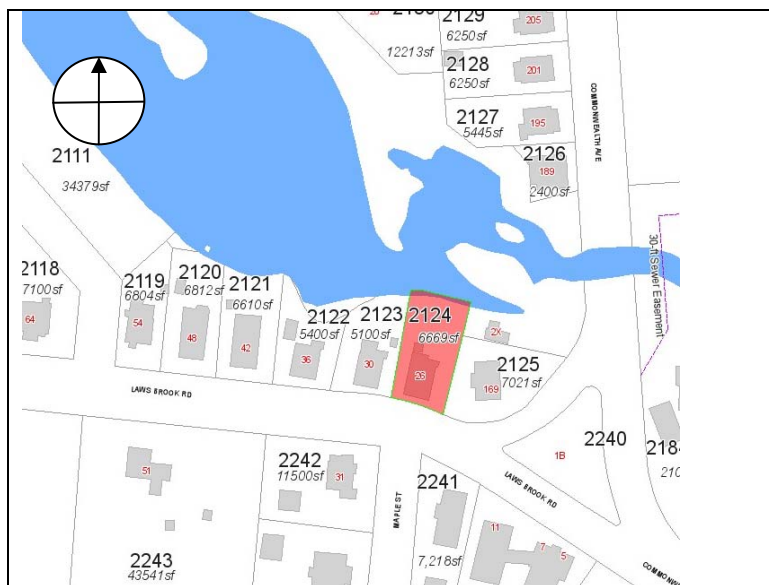 2129
6250sf
205
12213sf
2128
6250sf
201
2127
5445sf
195
COMMONWEALTH AVE
2126
189
2400sf
2111
34379sf
30-ft Sewer Easement
2118
7100sf
64
2119
6804sf
54
2120
6812sf
48
2121
6610sf
42
2122
5400sf
36
2123
5100sf
30
2124
6669sf
26
2X
2125
7021sf
169
LAWS BROOK RD
2240
1B
2242
11500sf
31
51
MAPLE ST
2241
7,218sf
LAWS BROOK RD
11
7
5
2243
43541sf